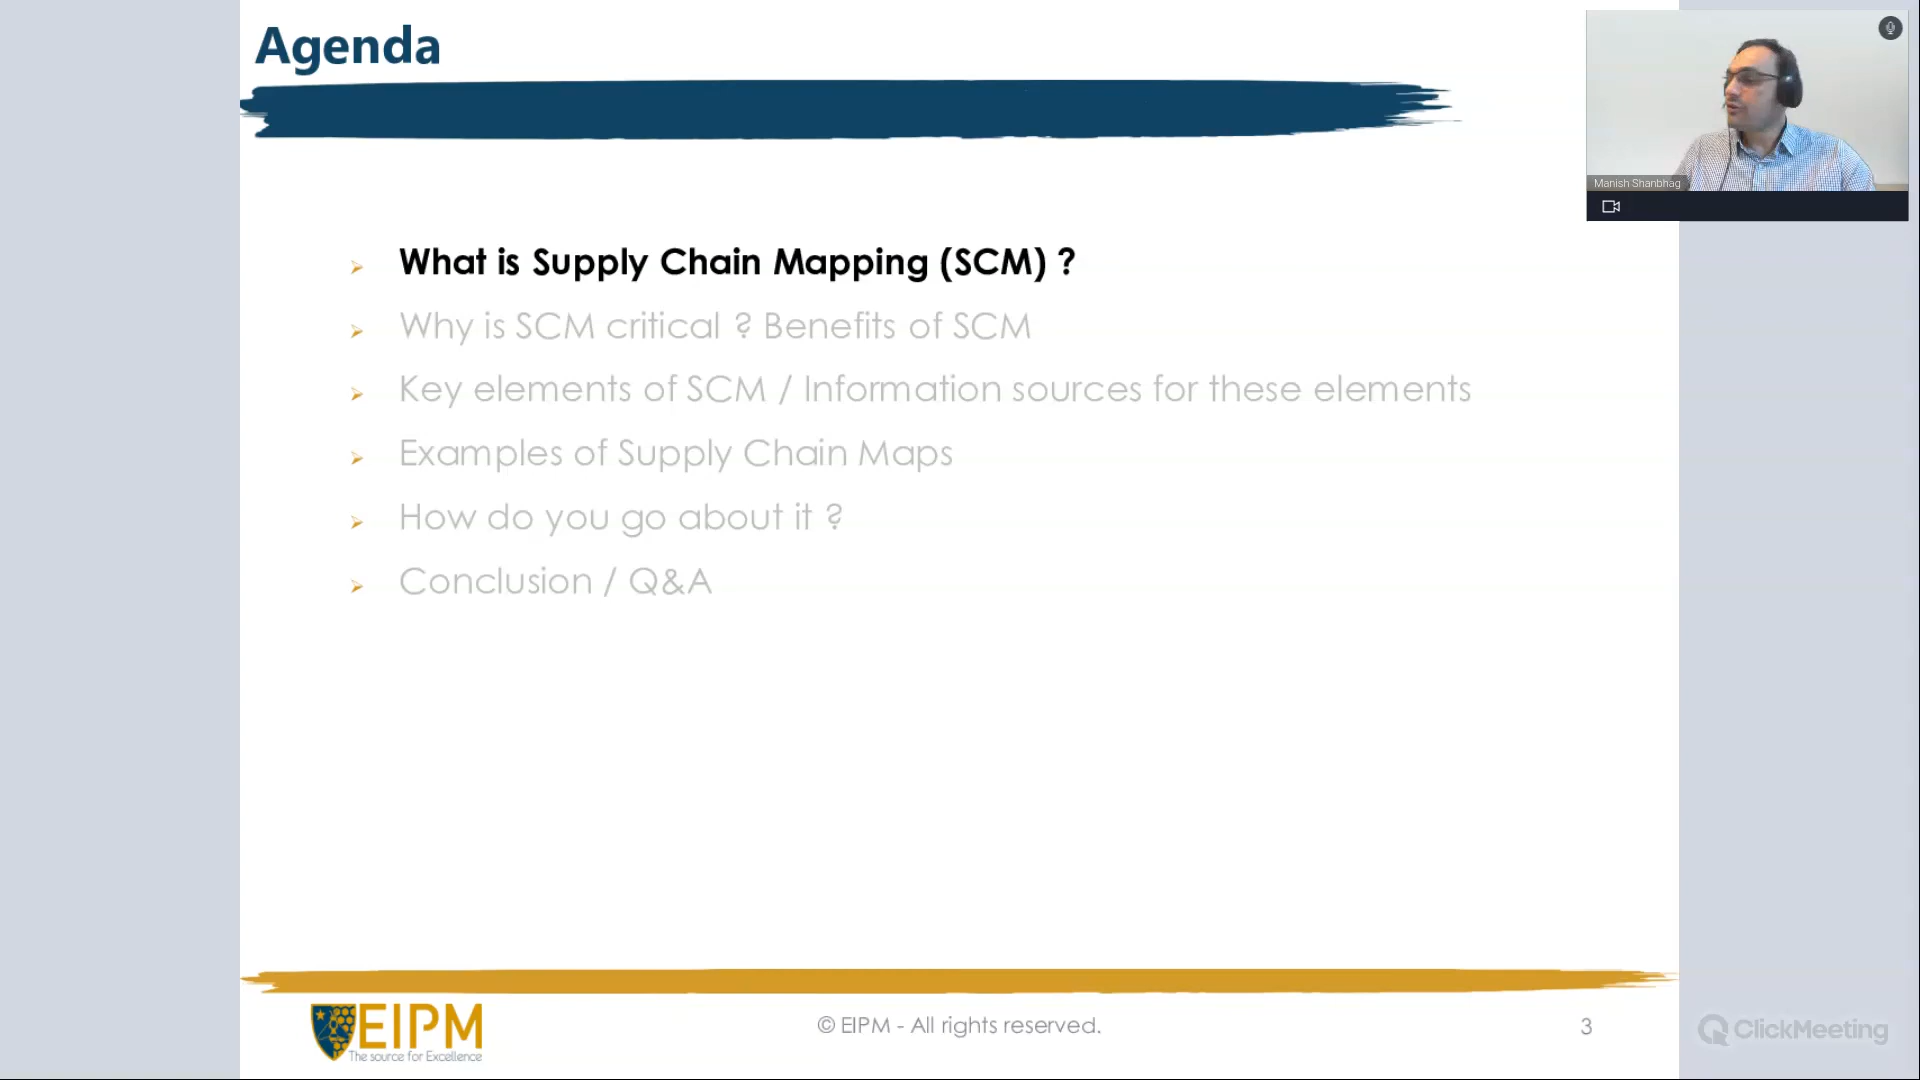 Agenda
Manish Shanbhag
What is Supply Chain Mapping (SCM) ?
Why is SCM critical ? Benefits of SCM
Key elements of SCM / Information sources for these elements
Examples of Supply Chain Maps
How do you go about it ?
Conclusion / Q&A
EIPM
The source for Excellence
© EIPM - All rights reserved.
3
ClickMeeting